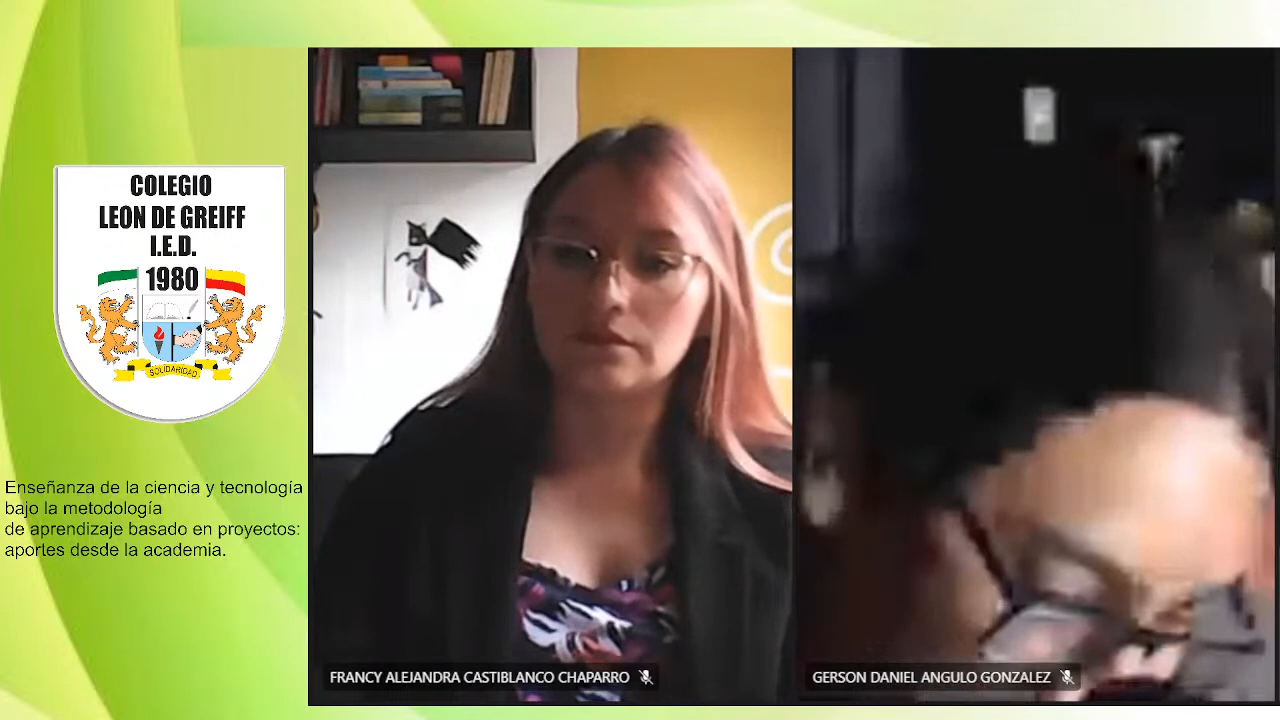 COLEGIO
LEON DE GREIFF
I.E.D.
1980
SOLIDARIDAD
Enseñanza de la ciencia y tecnología
bajo la metodología
de aprendizaje basado en proyectos:
aportes desde la academia.
FRANCY ALEJANDRA CASTIBLANCO CHAPARRO
GERSON DANIEL ANGULO GONZALEZ